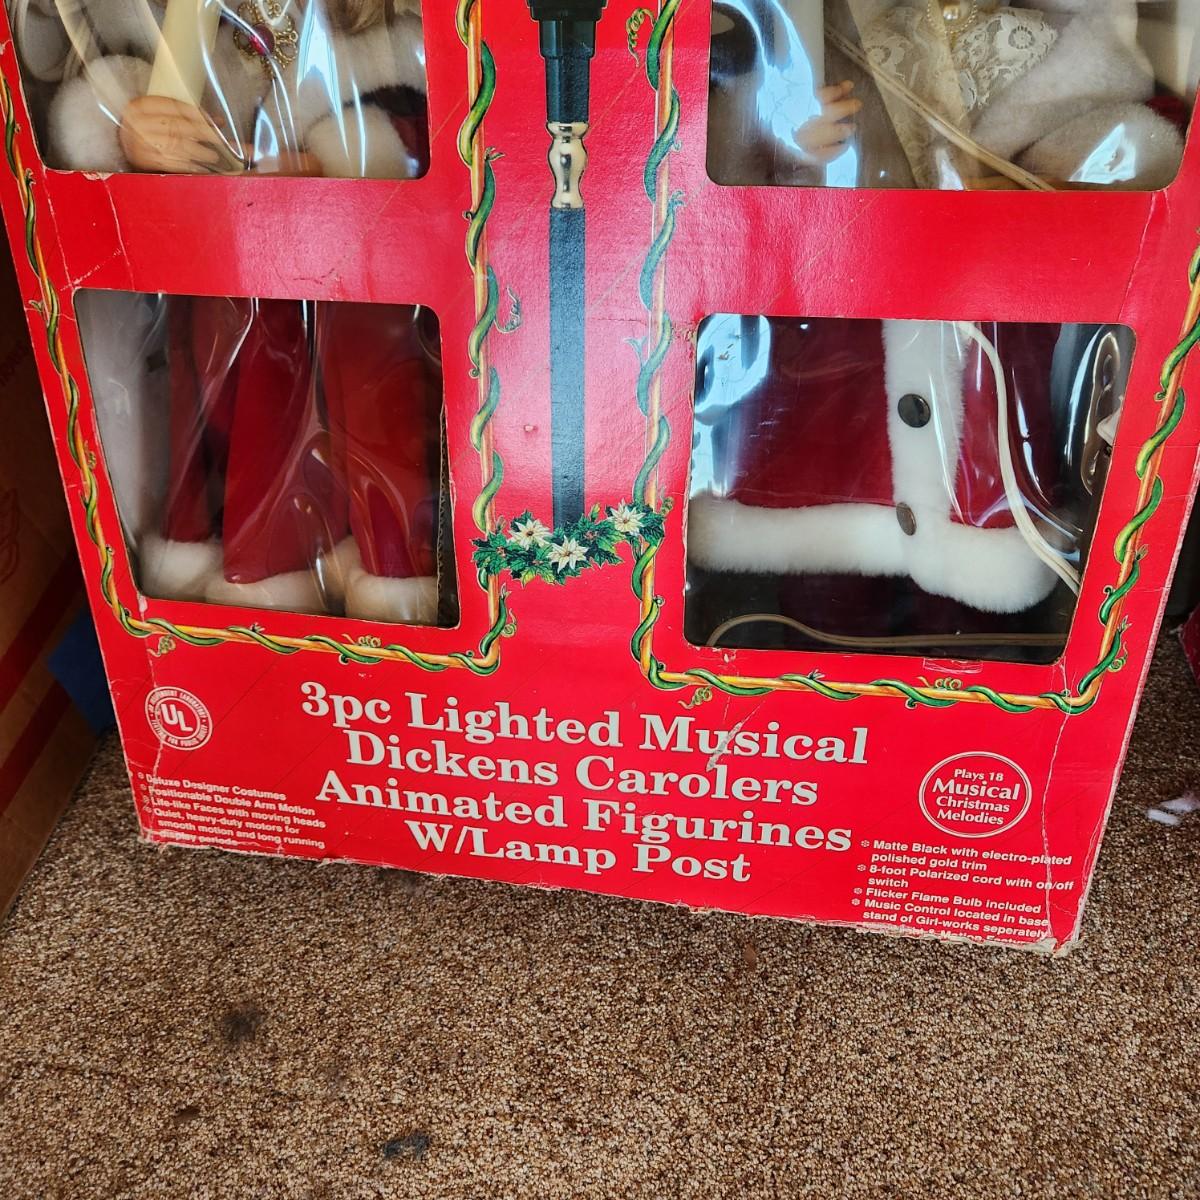 3pc Lighted Musical
Dickens Carolers
Animated Figurines
W/Lamp Post
UL
Deluxe Designer Costumes
Positionable Double Arm Motion
Life-like Faces with moving heads
Quiet, heavy-duty motors for
smooth motion and long running
display periods
Plays 18
Musical
Christmas
Melodies
Matte Black with electro-plated
polished gold trim
8-foot Polarized cord with on/off
switch
Flicker Flame Bulb included
Music Control located in base
stand of Girl-works seperately
& Motion